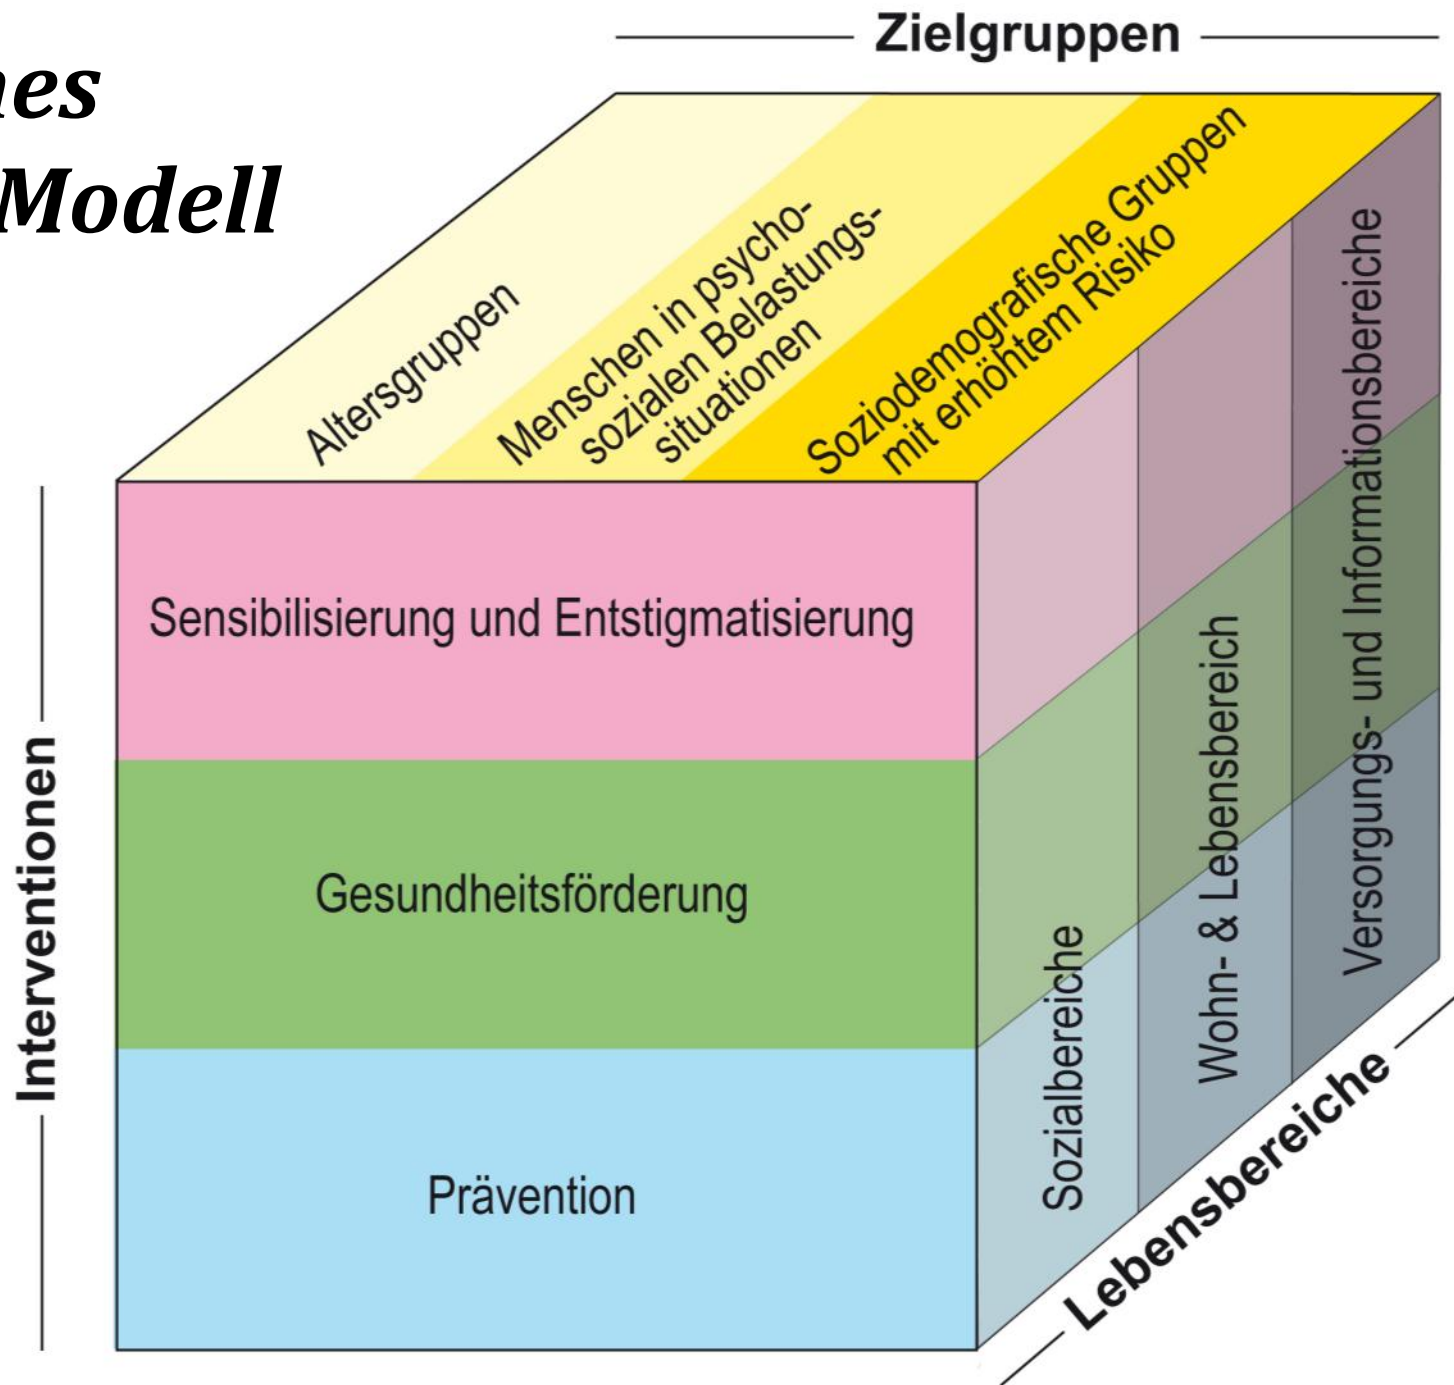 Zielgruppen
Modell
Altersgruppen
Menschen in psycho-
sozialen Belastungs-
situationen
Soziodemografische Gruppen
mit erhöhtem Risiko
Interventionen
Sensibilisierung und Entstigmatisierung
Gesundheitsförderung
Prävention
Sozialbereiche
Wohn- & Lebensbereich
Versorgungs- und Informationsbereiche
Lebensbereiche